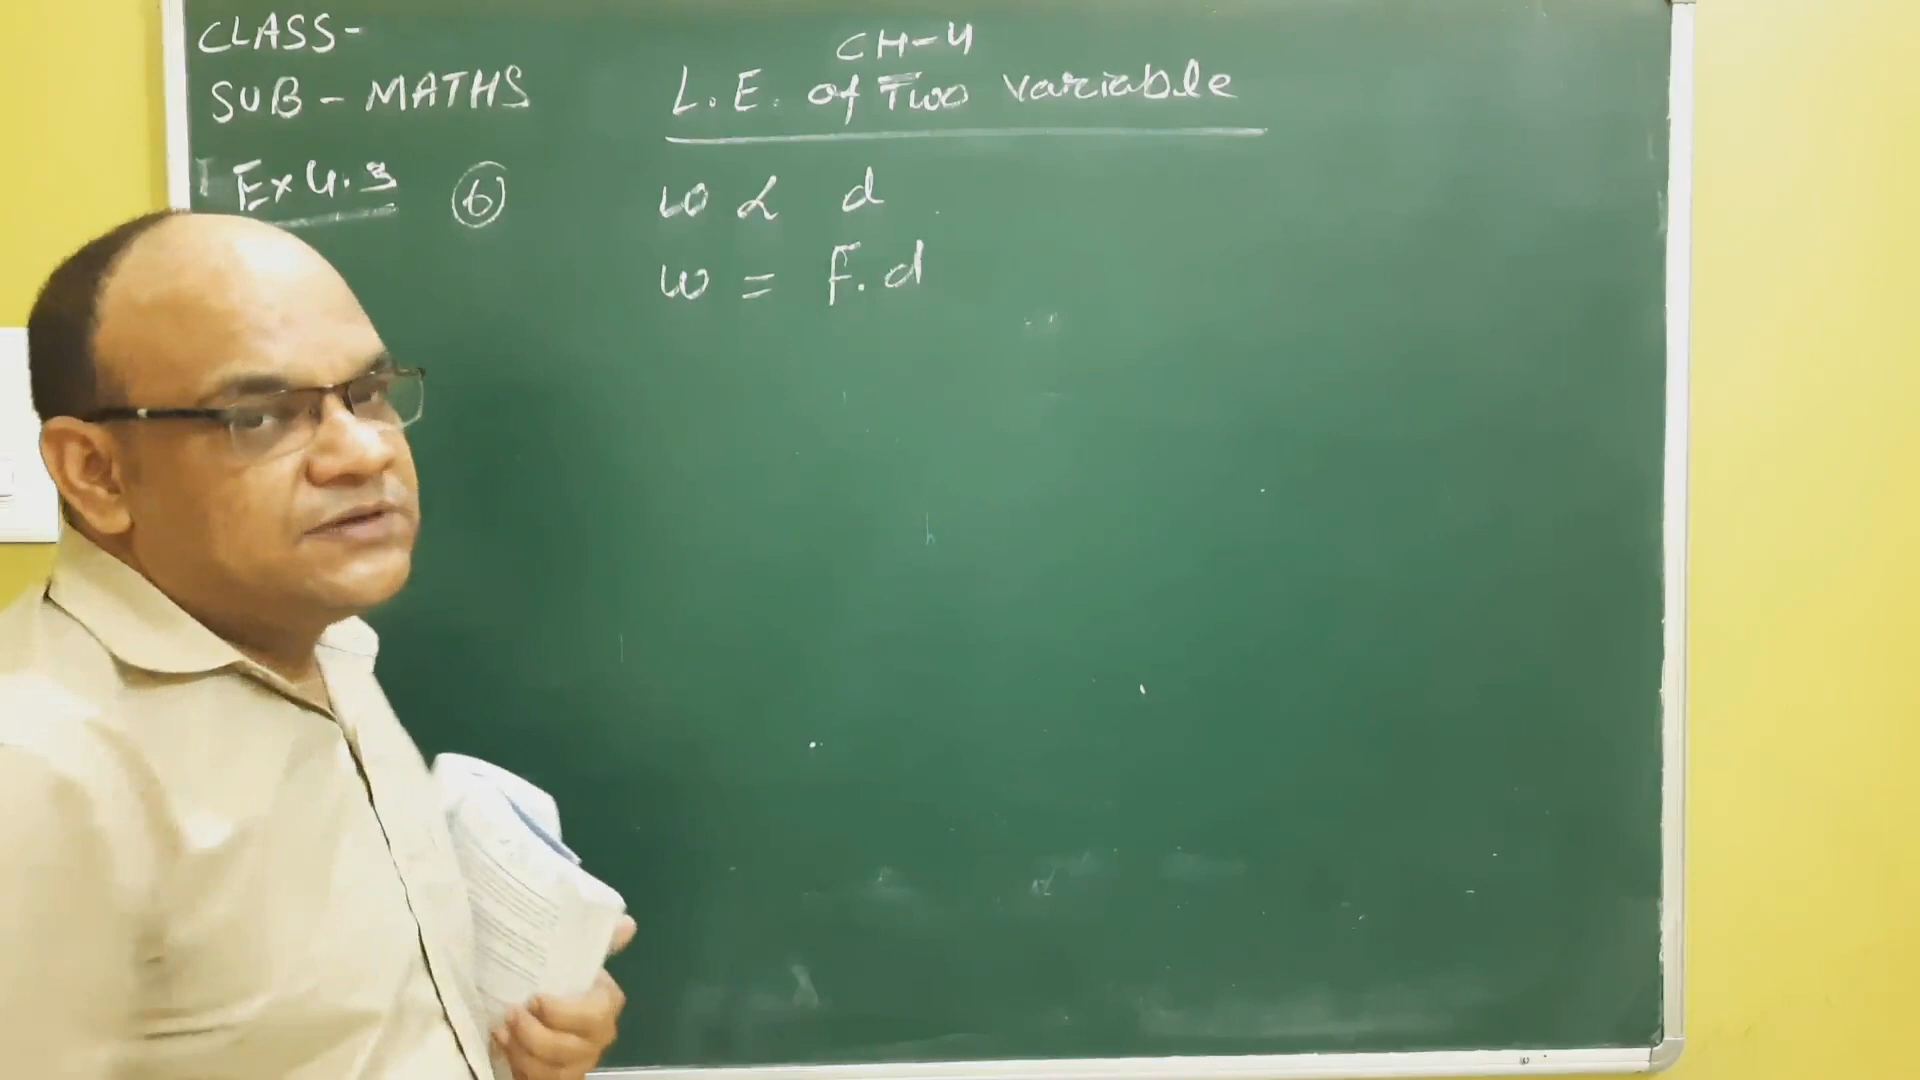 CLASS-
CH-4
SUB - MATHS
L.E. of Two variable
Ex 4.3 6
W ∝ d
W = F. d